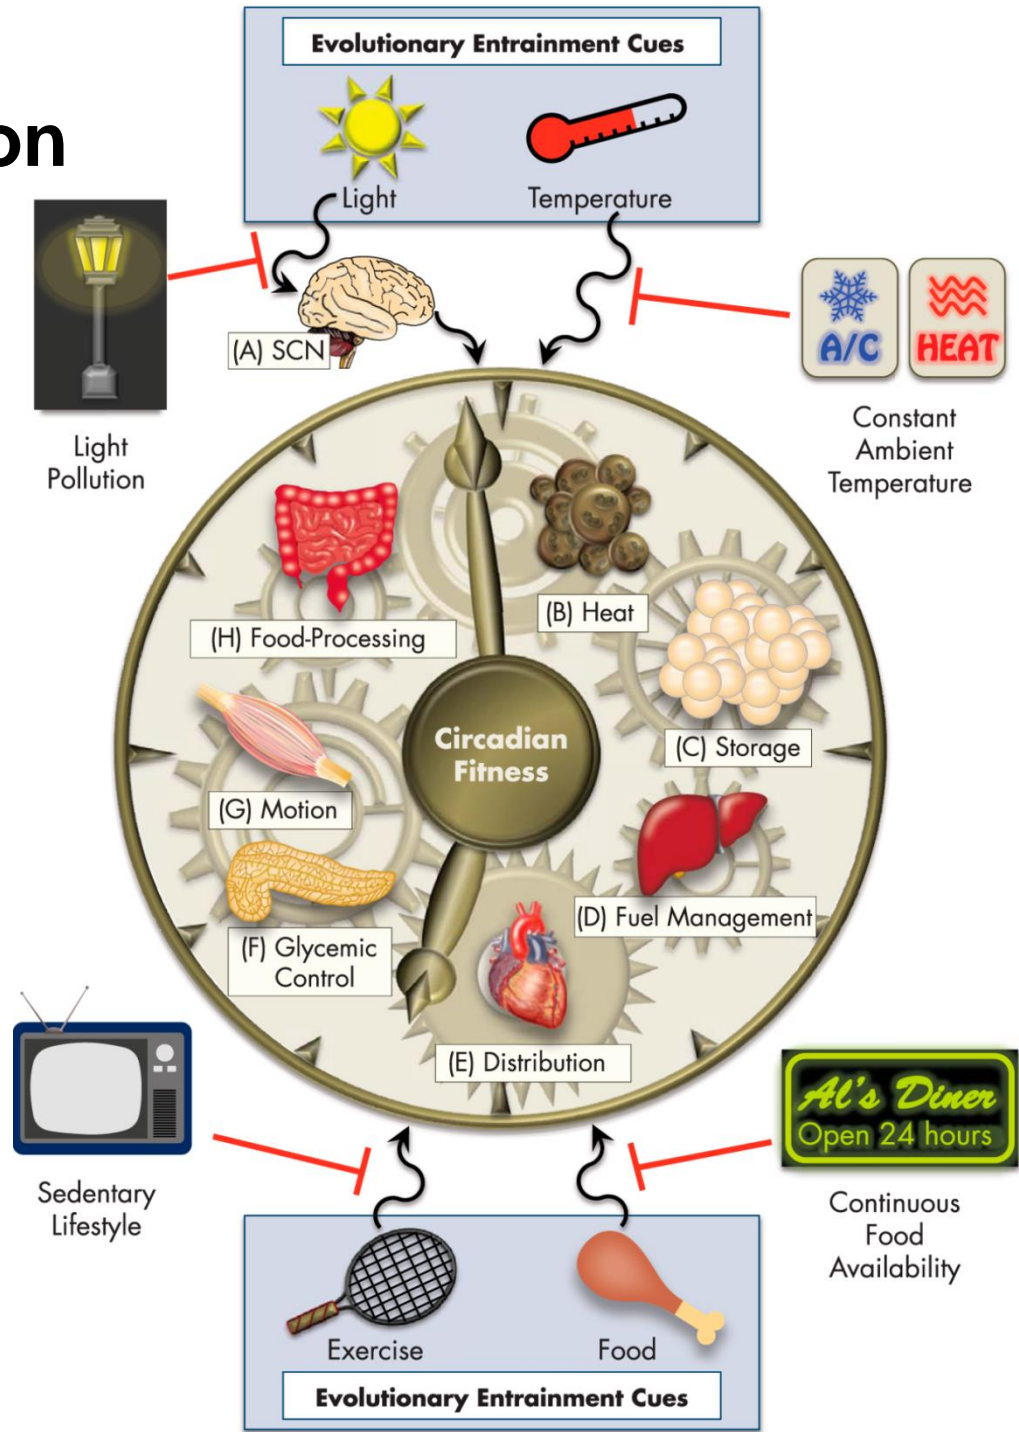 Evolutionary Entrainment Cues
on
Light
Temperature
(A) SCN
A/C
HEAT
Light
Pollution
Constant
Ambient
Temperature
(B) Heat
(H) Food-Processing
(C) Storage
Circadian
Fitness
(G) Motion
(D) Fuel Management
(F) Glycemic
Control
(E) Distribution
Al's Diner
Open 24 hours
Sedentary
Lifestyle
Continuous
Food
Availability
Exercise
Food
Evolutionary Entrainment Cues